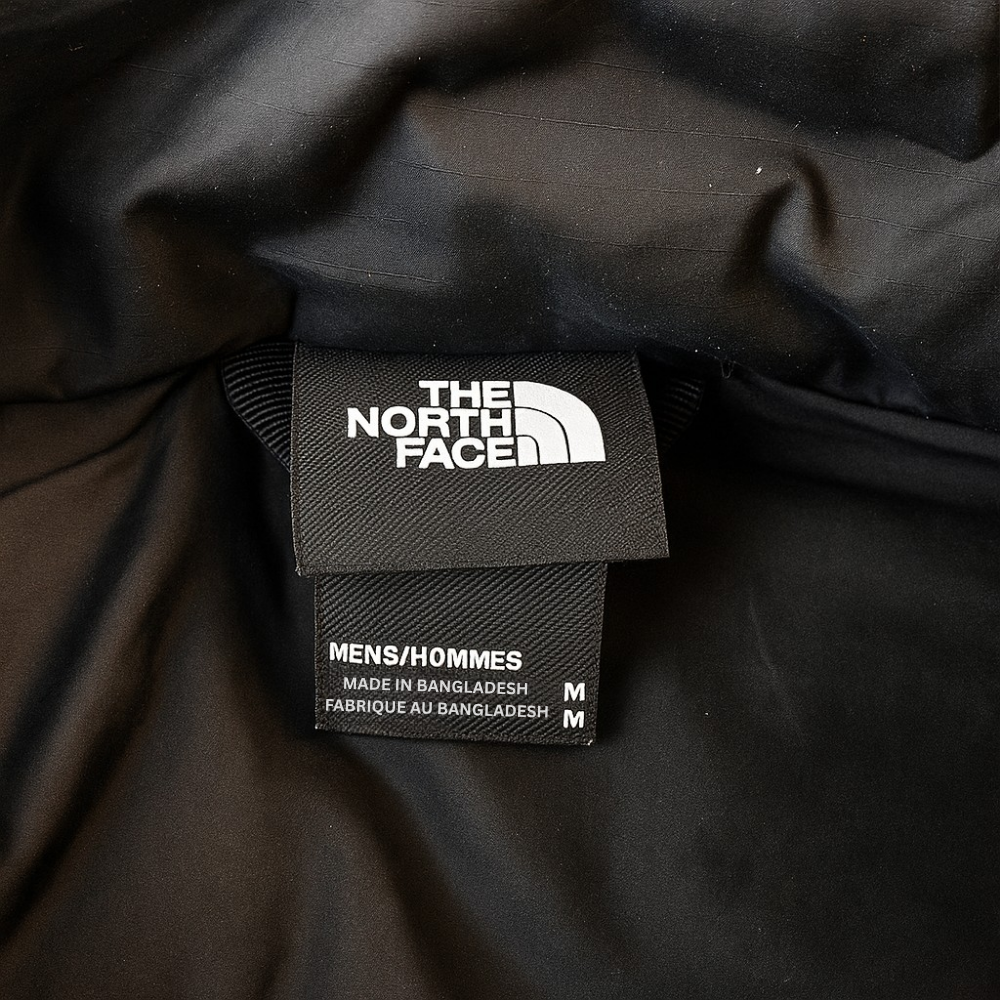 THE
NORTH
FACE
MENS/HOMMES
MADE IN BANGLADESH M
FABRIQUE AU BANGLADESH M